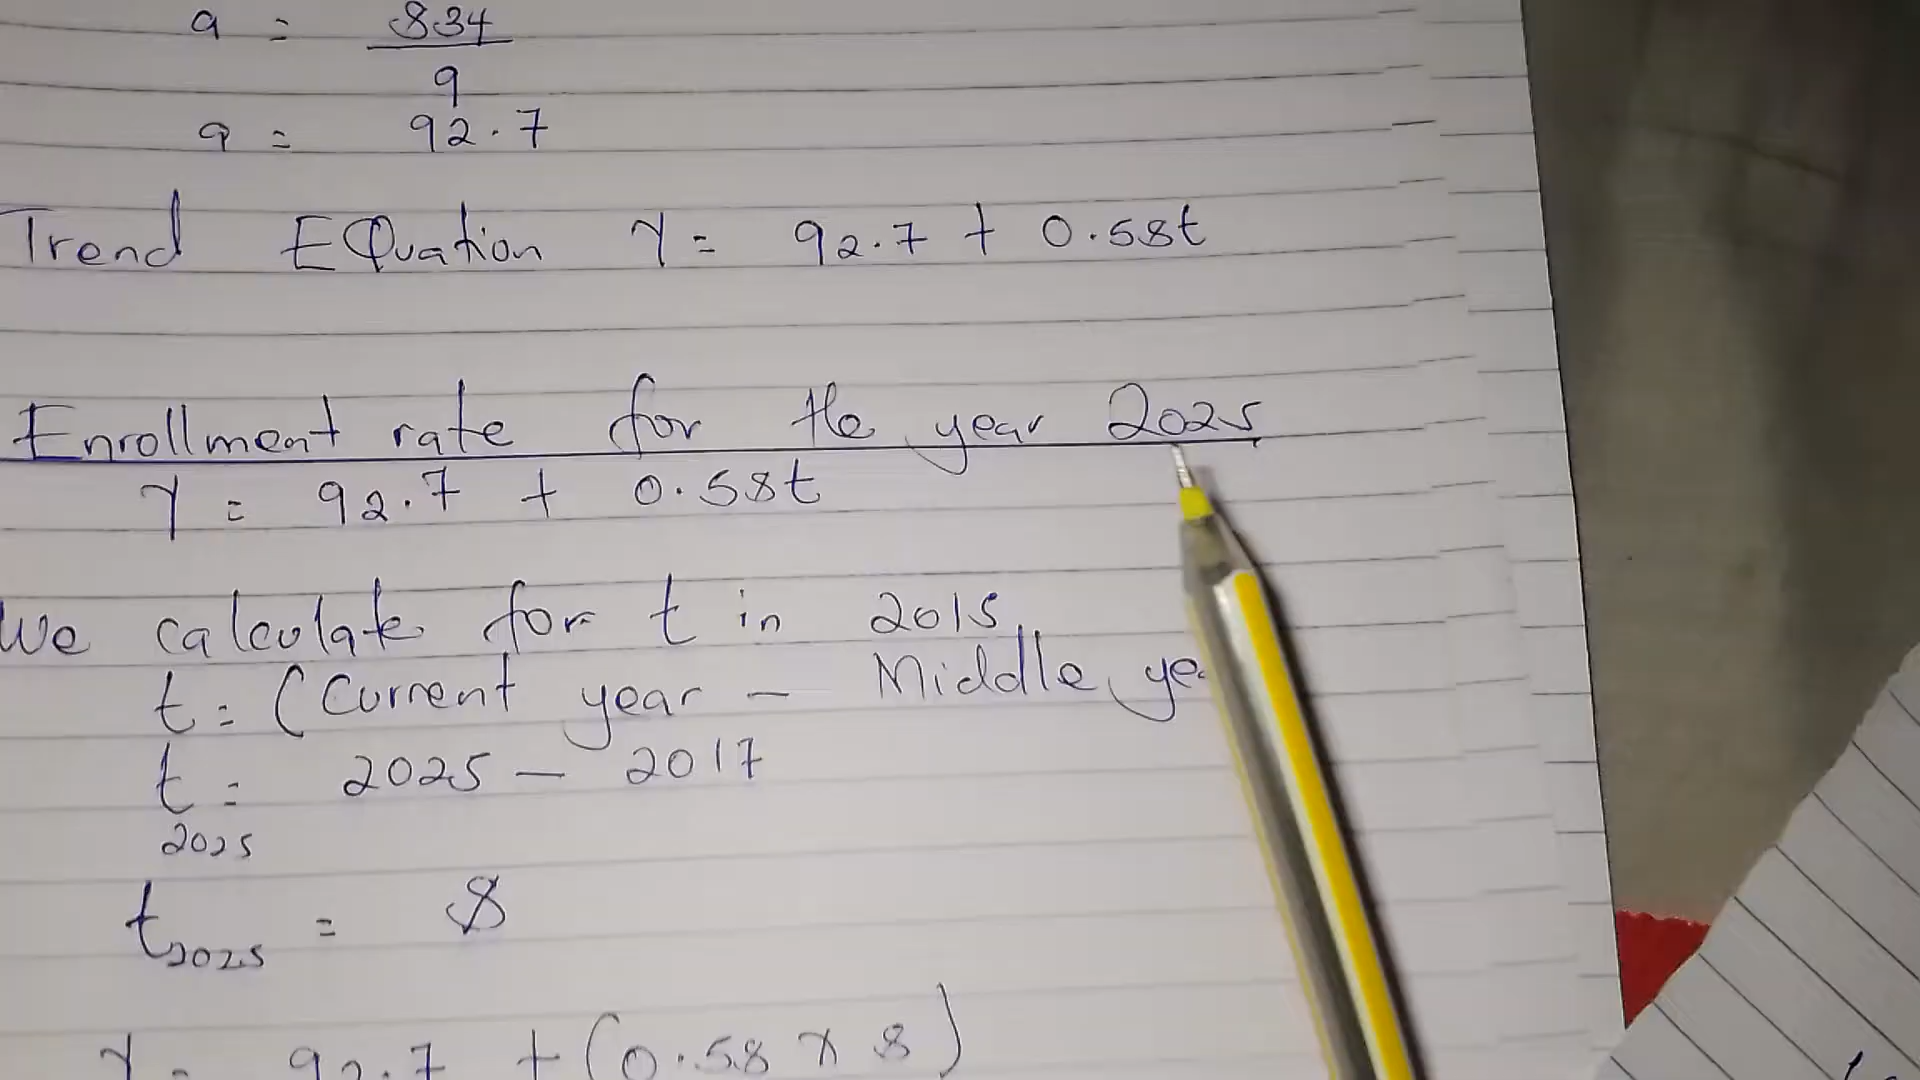 a = 834
9
a = 92.7
Trend EQuation Y = 92.7 + 0.58t
Enrollment rate for the year 2025
Y = 92.7 + 0.58t
We calculate for t in 2015
t = (Current year - Middle
t = 2025 - 2017
2025
t2025 = 8
Y = 92.7 + (0.58 x 8)